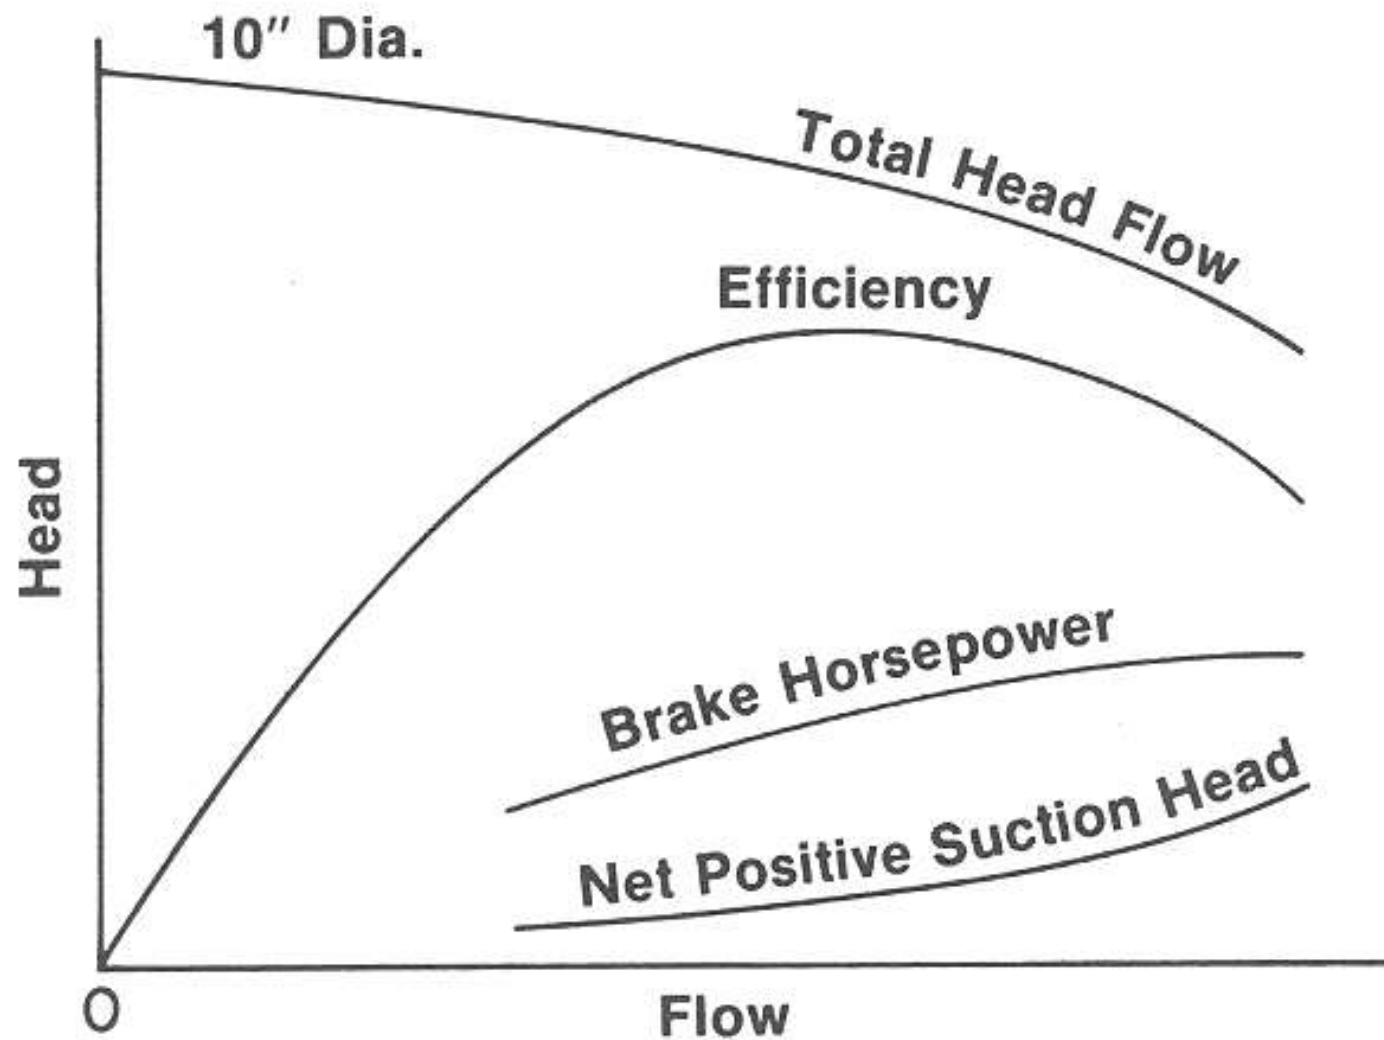 10" Dia.
Total Head Flow
Efficiency
Head
Brake Horsepower
Net Positive Suction Head
O
Flow